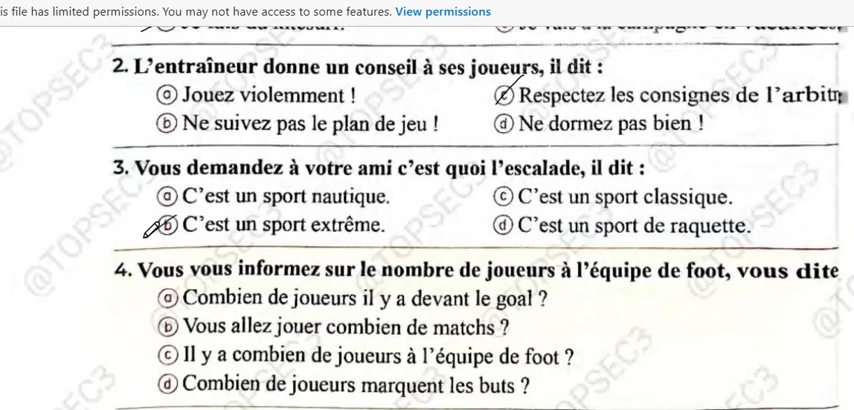 is file has limited permissions. You may not have access to some features. View permissions
2. L'entraîneur donne un conseil à ses joueurs, il dit :
ⓐ Jouez violemment !
ⓒ Respectez les consignes de l'arbitr
ⓑ Ne suivez pas le plan de jeu !
ⓓ Ne dormez pas bien !
3. Vous demandez à votre ami c'est quoi l'escalade, il dit :
ⓐ C'est un sport nautique.
ⓒ C'est un sport classique.
ⓑ C'est un sport extrême.
ⓓ C'est un sport de raquette.
4. Vous vous informez sur le nombre de joueurs à l'équipe de foot, vous dite
ⓐ Combien de joueurs il y a devant le goal ?
ⓑ Vous allez jouer combien de matchs ?
ⓒ Il y a combien de joueurs à l'équipe de foot ?
ⓓ Combien de joueurs marquent les buts ?
@TOPSEC3